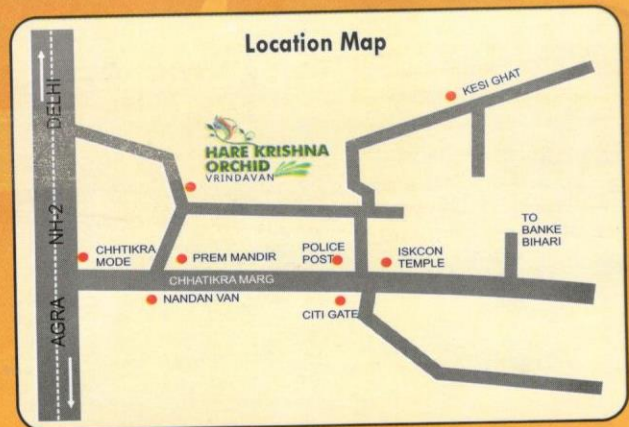 Location Map
DELHI
NH-2
AGRA
KESI GHAT
HARE KRISHNA
ORCHID
VRINDAVAN
CHHTIKRA
MODE
PREM MANDIR
POLICE
POST
ISKCON
TEMPLE
TO
BANKE
BIHARI
CHHATIKRA MARG
NANDAN VAN
CITI GATE